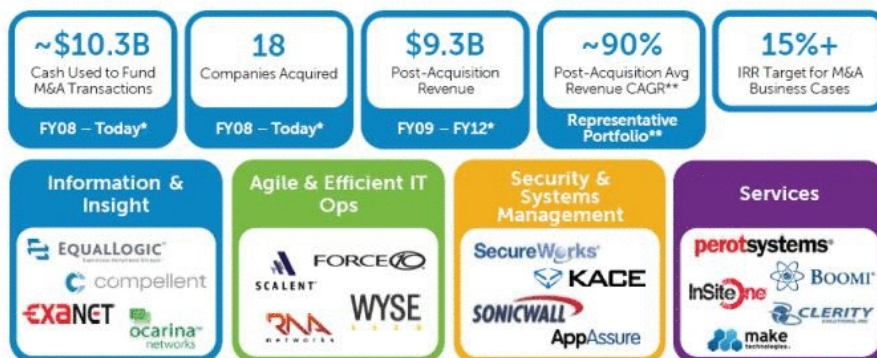 ~$10.3B
Cash Used to Fund
M&A Transactions
FY08 – Today*
18
Companies Acquired
FY08 – Today*
$9.3B
Post-Acquisition
Revenue
FY09 – FY12*
~90%
Post-Acquisition Avg
Revenue CAGR**
Representative
Portfolio**
15%+
IRR Target for M&A
Business Cases
Information &
Insight
EQUALLOGIC
compellent
EXANET
ocarina™
networks
Agile & Efficient IT
Ops
SCALENT
FORCE10
RNA
networks
WYSE
Security &
Systems
Management
SecureWorks
KACE
SONICWALL
AppAssure
Services
perotsystems®
BOOMI
InSiteOne
CLERITY
SOLUTIONS, INC.
make
technologies